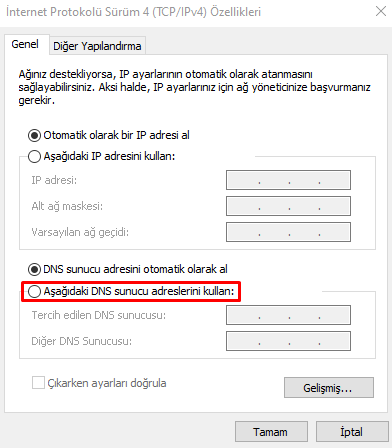 İnternet Protokolü Sürüm 4 (TCP/IPv4) Özellikleri
Genel
Diğer Yapılandırma
Ağınız destekliyorsa, IP ayarlarının otomatik olarak atanmasını
sağlayabilirsiniz. Aksi halde, IP ayarlarınız için ağ yöneticinize başvurmanız
gerekir.
Otomatik olarak bir IP adresi al
Aşağıdaki IP adresini kullan:
IP adresi:
Alt ağ maskesi:
Varsayılan ağ geçidi:
DNS sunucu adresini otomatik olarak al
Aşağıdaki DNS sunucu adreslerini kullan:
Tercih edilen DNS sunucusu:
Diğer DNS Sunucusu:
Çıkarken ayarları doğrula
Gelişmiş...
Tamam
İptal